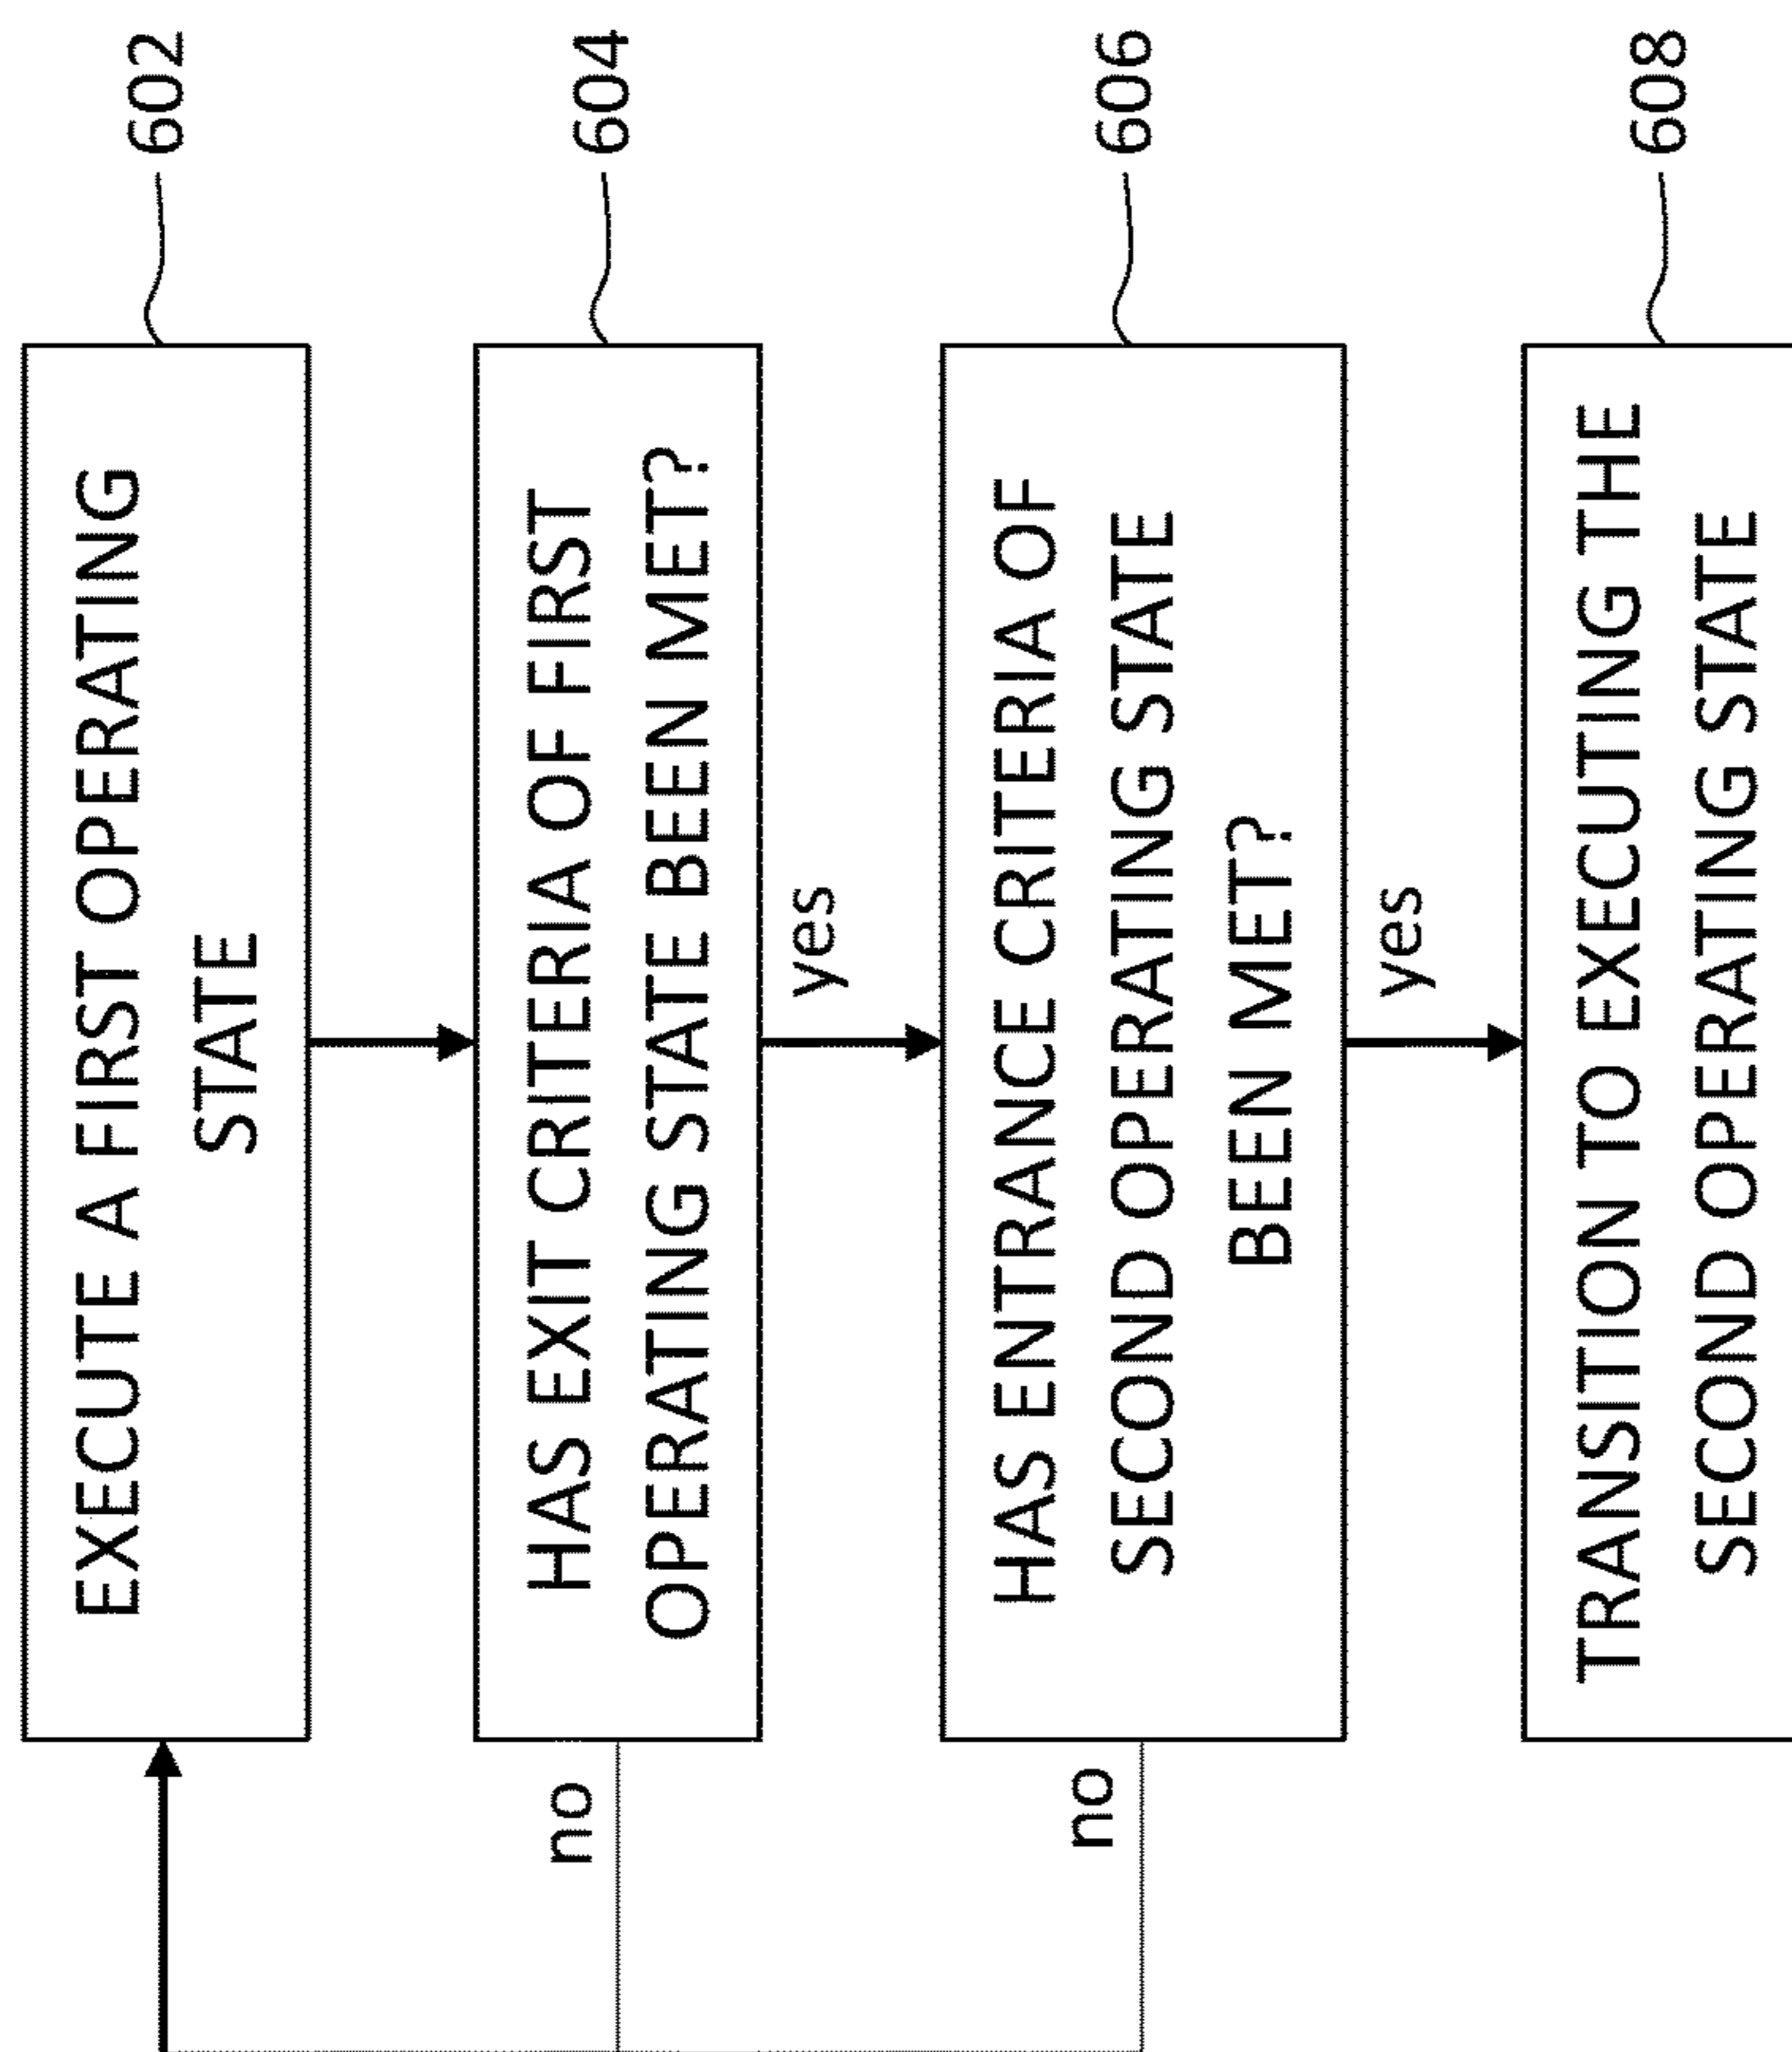 EXECUTE A FIRST OPERATING
STATE
602
HAS EXIT CRITERIA OF FIRST
OPERATING STATE BEEN MET?
604
no
yes
HAS ENTRANCE CRITERIA OF
SECOND OPERATING STATE
BEEN MET?
606
no
yes
TRANSITION TO EXECUTING THE
SECOND OPERATING STATE
608